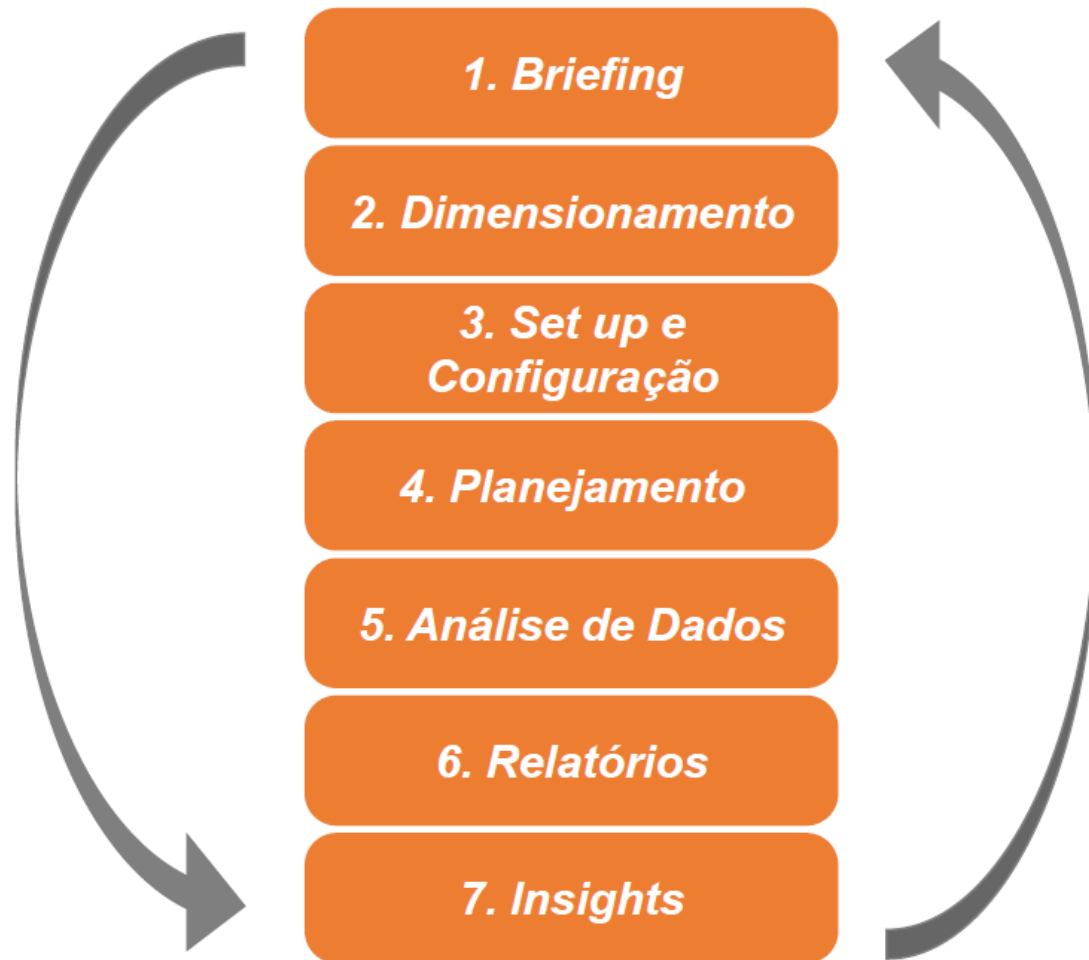 1. Briefing
2. Dimensionamento
3. Set up e
Configuração
4. Planejamento
5. Análise de Dados
6. Relatórios
7. Insights